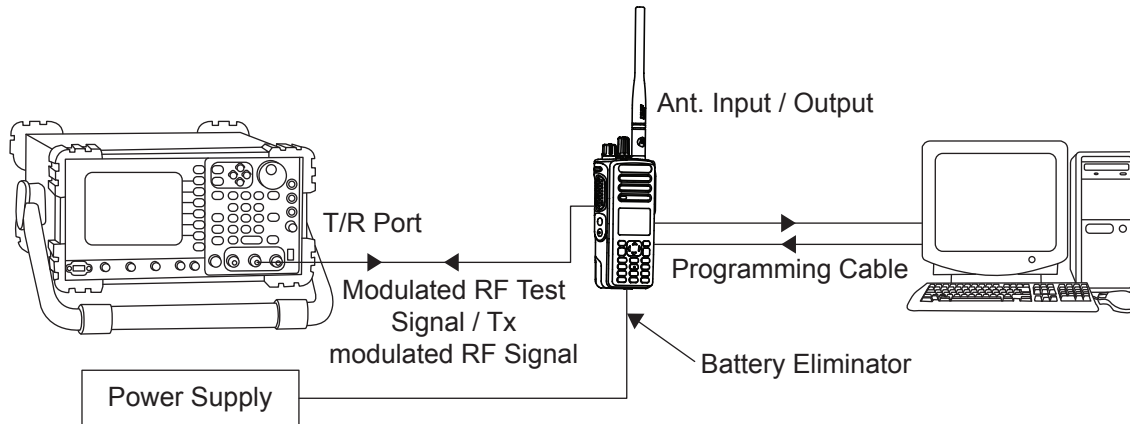 Ant. Input / Output
T/R Port
Programming Cable
Modulated RF Test
Signal / Tx
modulated RF Signal
Battery Eliminator
Power Supply